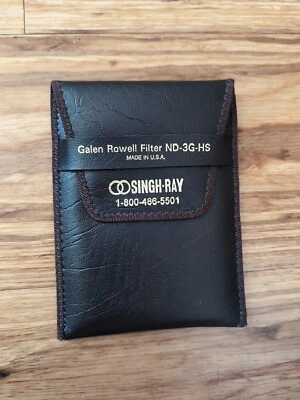 Galen Rowell Filter ND-3G-HS
MADE IN U.S.A.
SINGH-RAY
1-800-486-5501